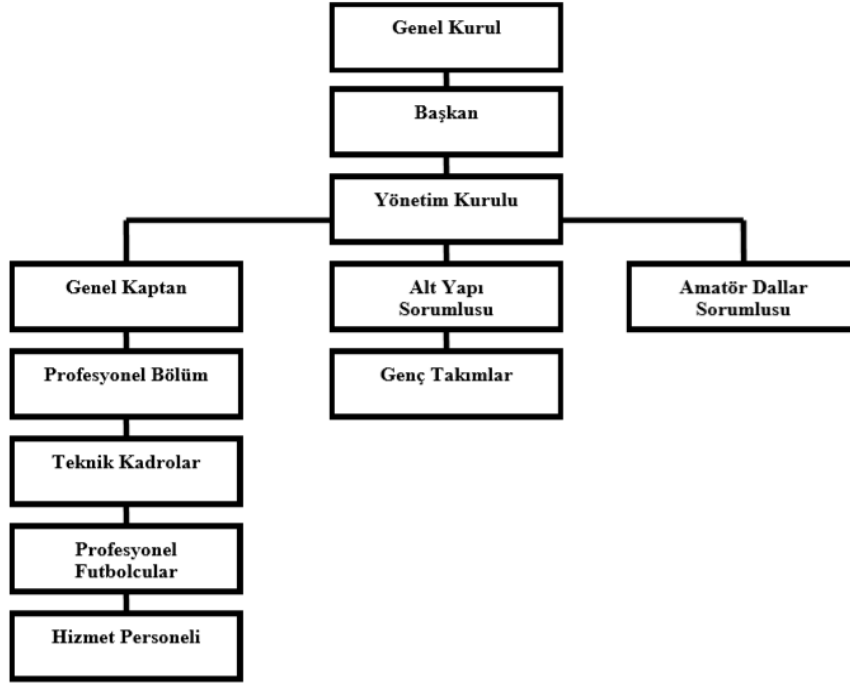 Genel Kurul
Başkan
Yönetim Kurulu
Genel Kaptan
Alt Yapı
Sorumlusu
Amatör Dallar
Sorumlusu
Profesyonel Bölüm
Genç Takımlar
Teknik Kadrolar
Profesyonel
Futbolcular
Hizmet Personeli